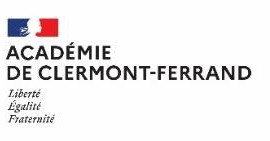 ACADÉMIE
DE CLERMONT-FERRAND
Liberté
Égalité
Fraternité